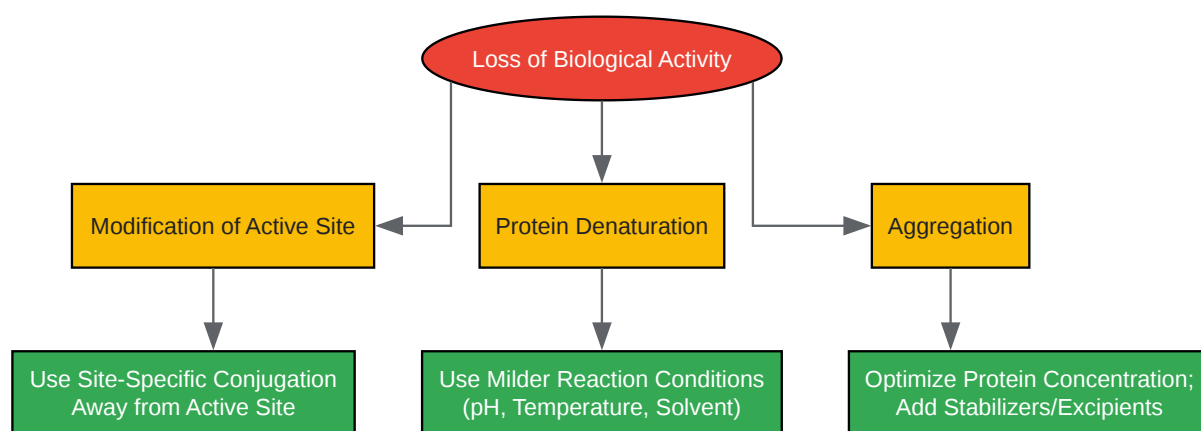 Loss of Biological Activity
Modification of Active Site
Protein Denaturation
Aggregation
Use Site-Specific Conjugation
Away from Active Site
Use Milder Reaction Conditions
(pH, Temperature, Solvent)
Optimize Protein Concentration;
Add Stabilizers/Excipients